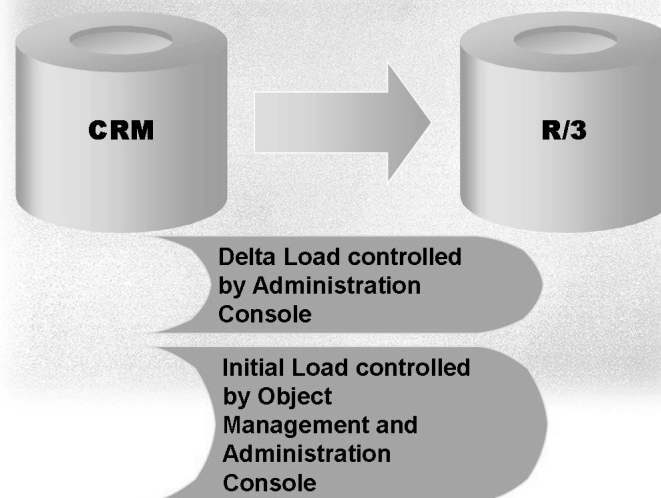 CRM
R/3
Delta Load controlled
by Administration
Console
Initial Load controlled
by Object
Management and
Administration
Console